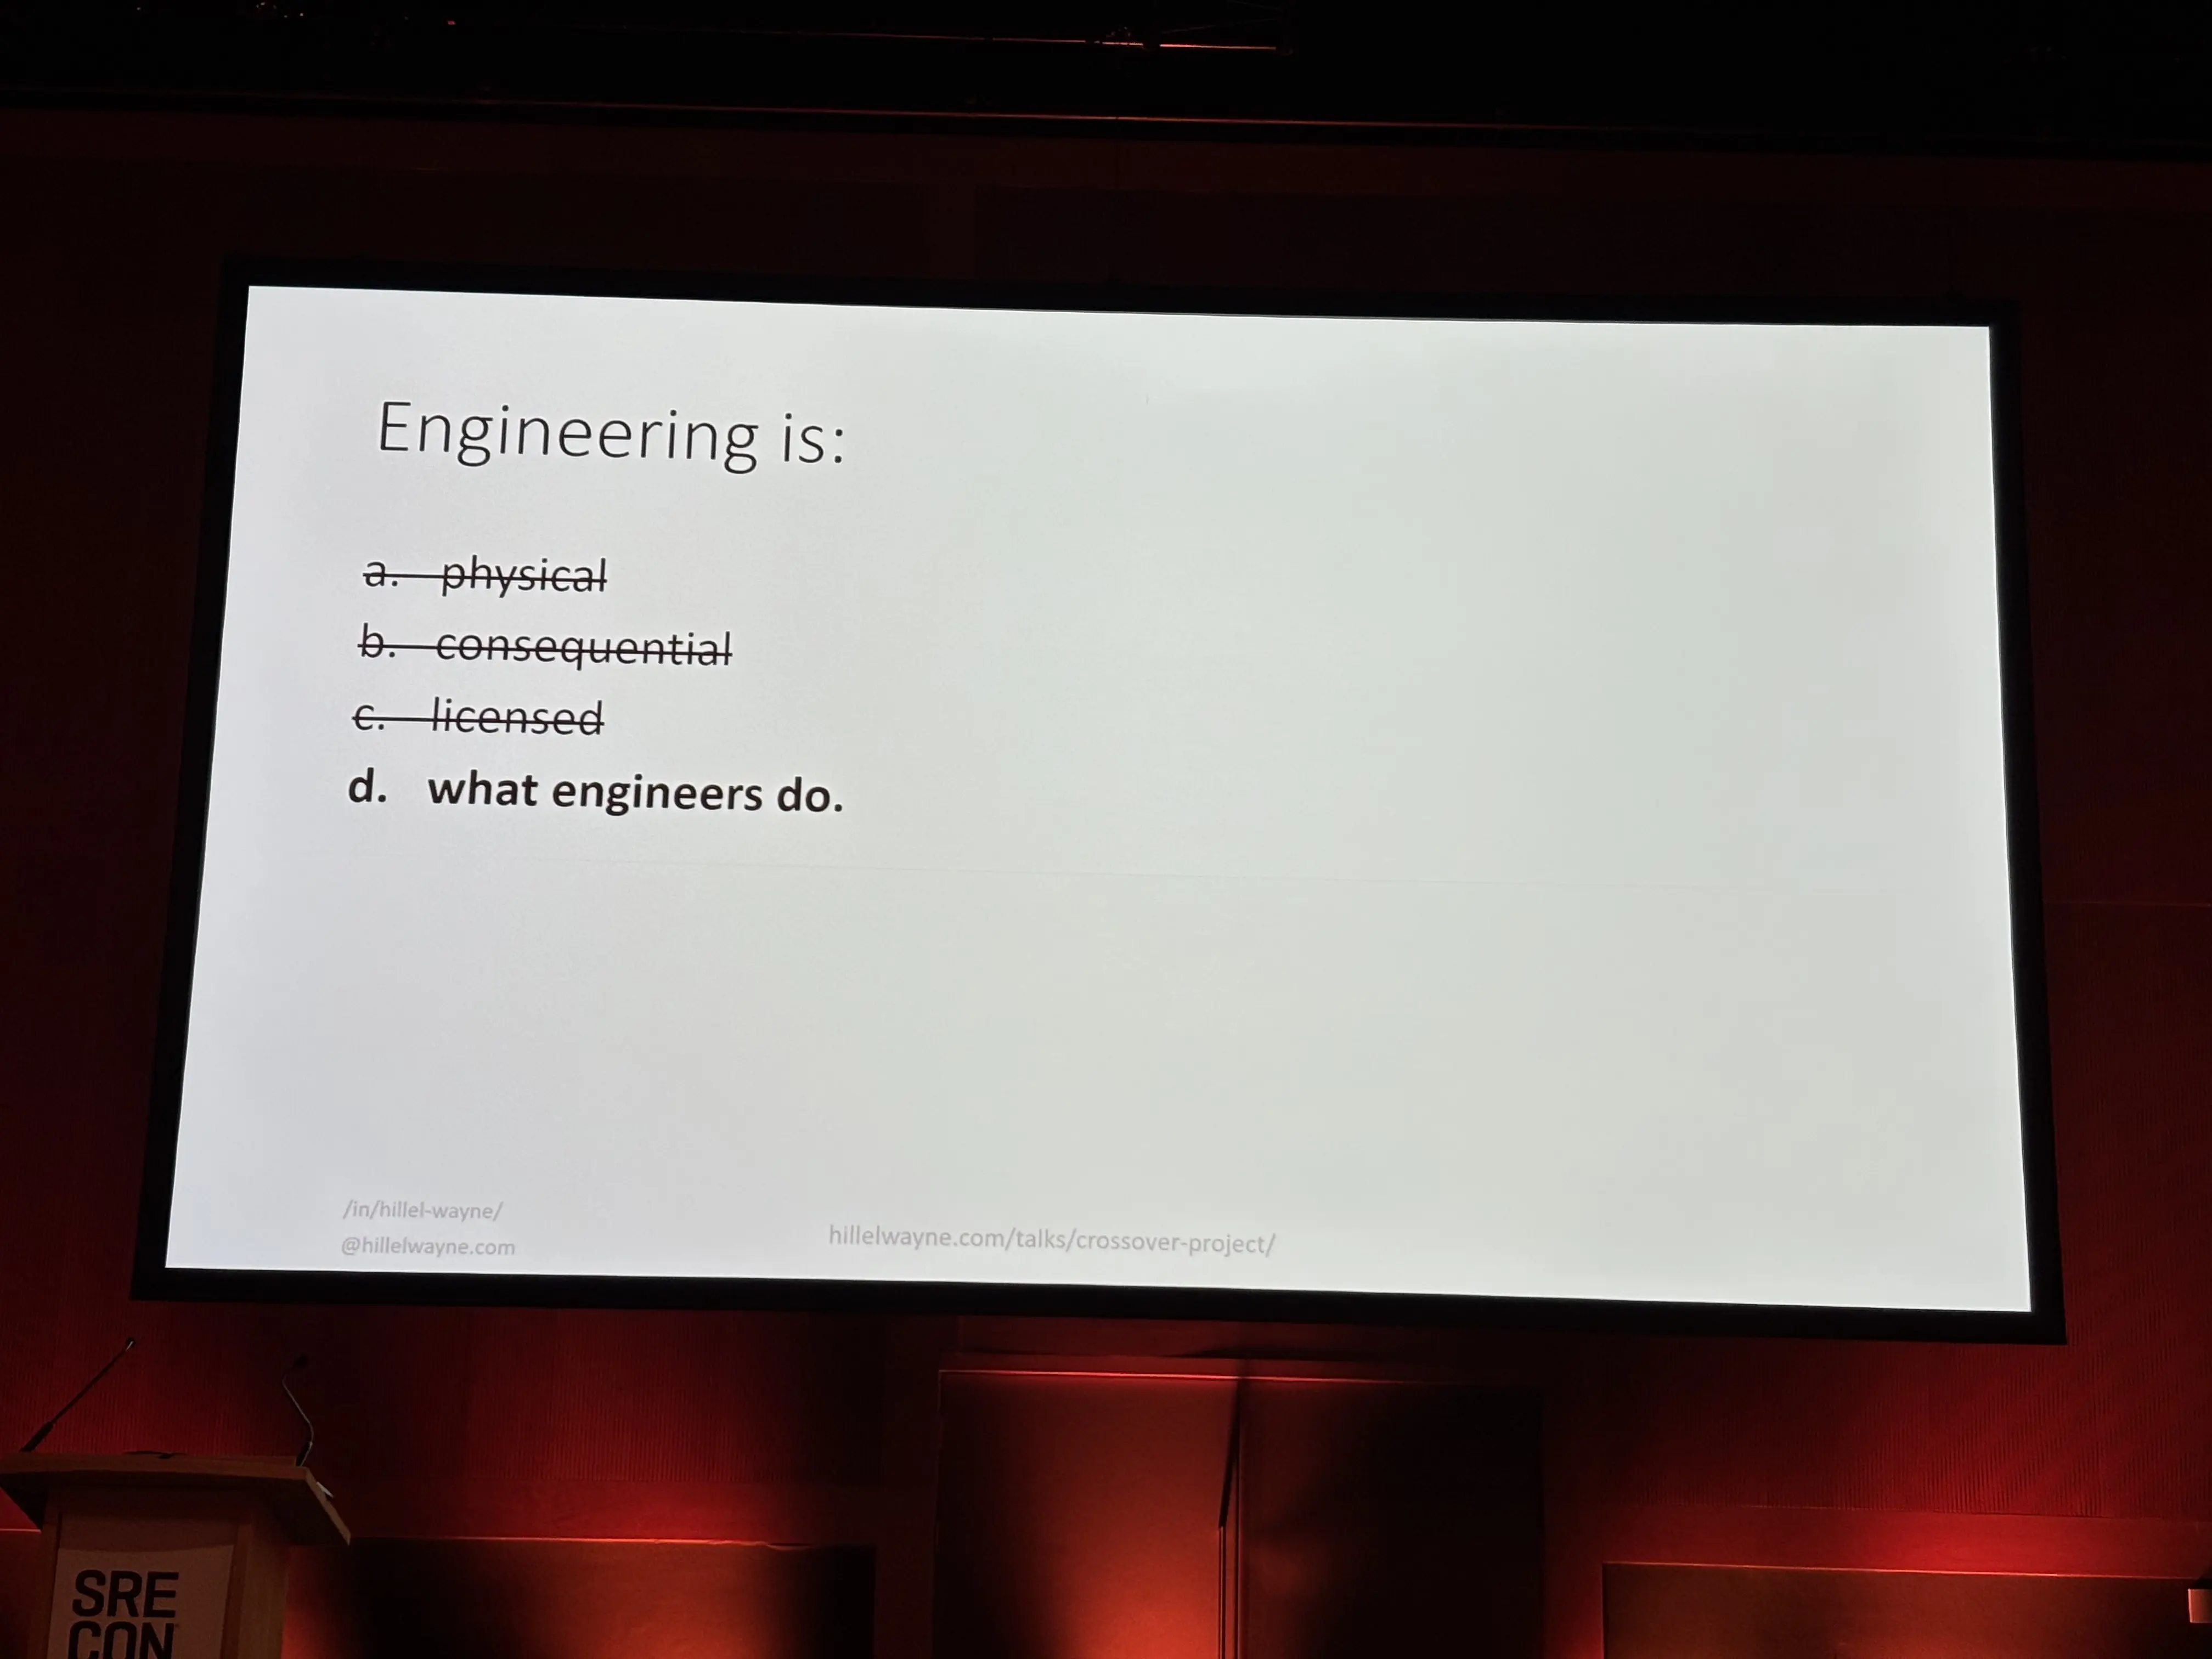 Engineering is:
a. physical
b. consequential
c. licensed
d. what engineers do.
/in/hillel-wayne/
@hillelwayne.com
hillelwayne.com/talks/crossover-project/
SRE
CON